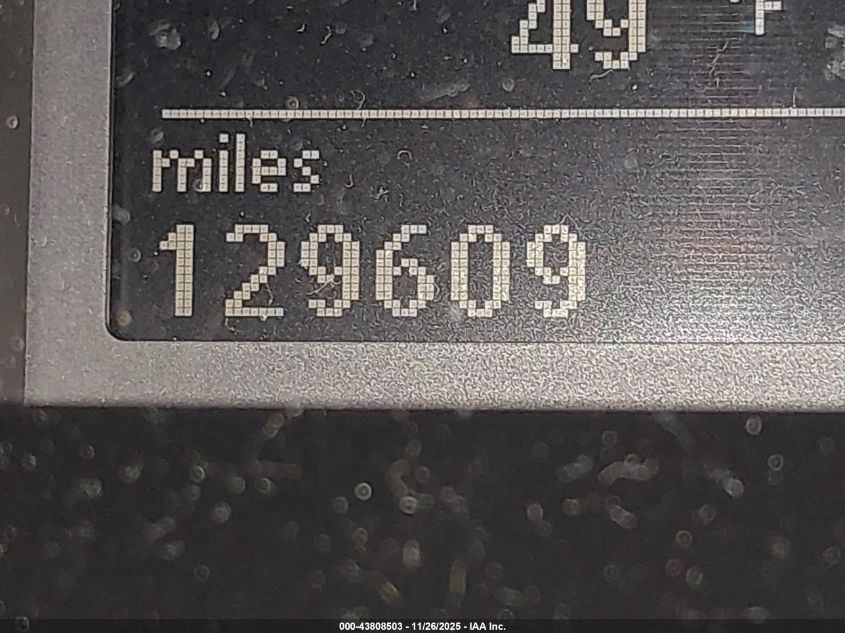 49 °F
miles
129609
000-43808503 - 11/26/2025 - IAA Inc.